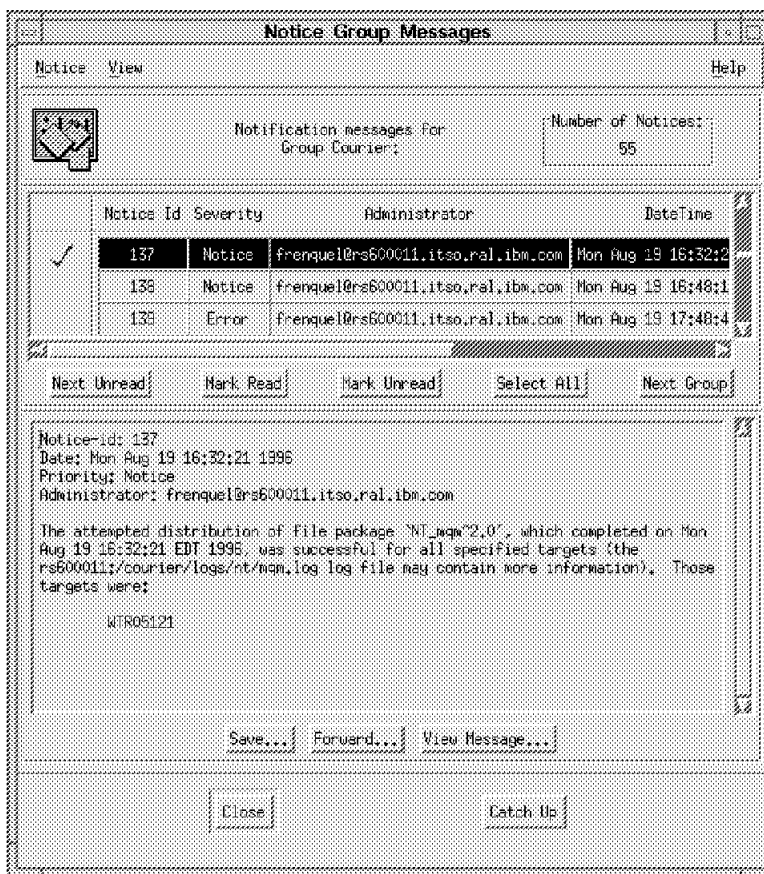 Notice Group Messages
Notice View Help
Notification messages for
Group Courier:
Number of Notices:
55
Notice Id Severity Administrator DateTime
137 Notice frenquel@rs600011.itso.ral.ibm.com Mon Aug 19 16:32:2
138 Notice frenquel@rs600011.itso.ral.ibm.com Mon Aug 19 16:48:1
139 Error frenquel@rs600011.itso.ral.ibm.com Mon Aug 19 17:48:4
Next Unread Mark Read Mark Unread Select All Next Group
Notice-id: 137
Date: Mon Aug 19 16:32:21 1996
Priority: Notice
Administrator: frenquel@rs600011.itso.ral.ibm.com
The attempted distribution of file package `NT_mqm^2.0', which completed on Mon
Aug 19 16:32:21 EDT 1996, was successful for all specified targets (the
rs600011:/courier/logs/nt/mqm.log log file may contain more information). Those
targets were:
WTR05121
Save... Forward... View Message...
Close Catch Up